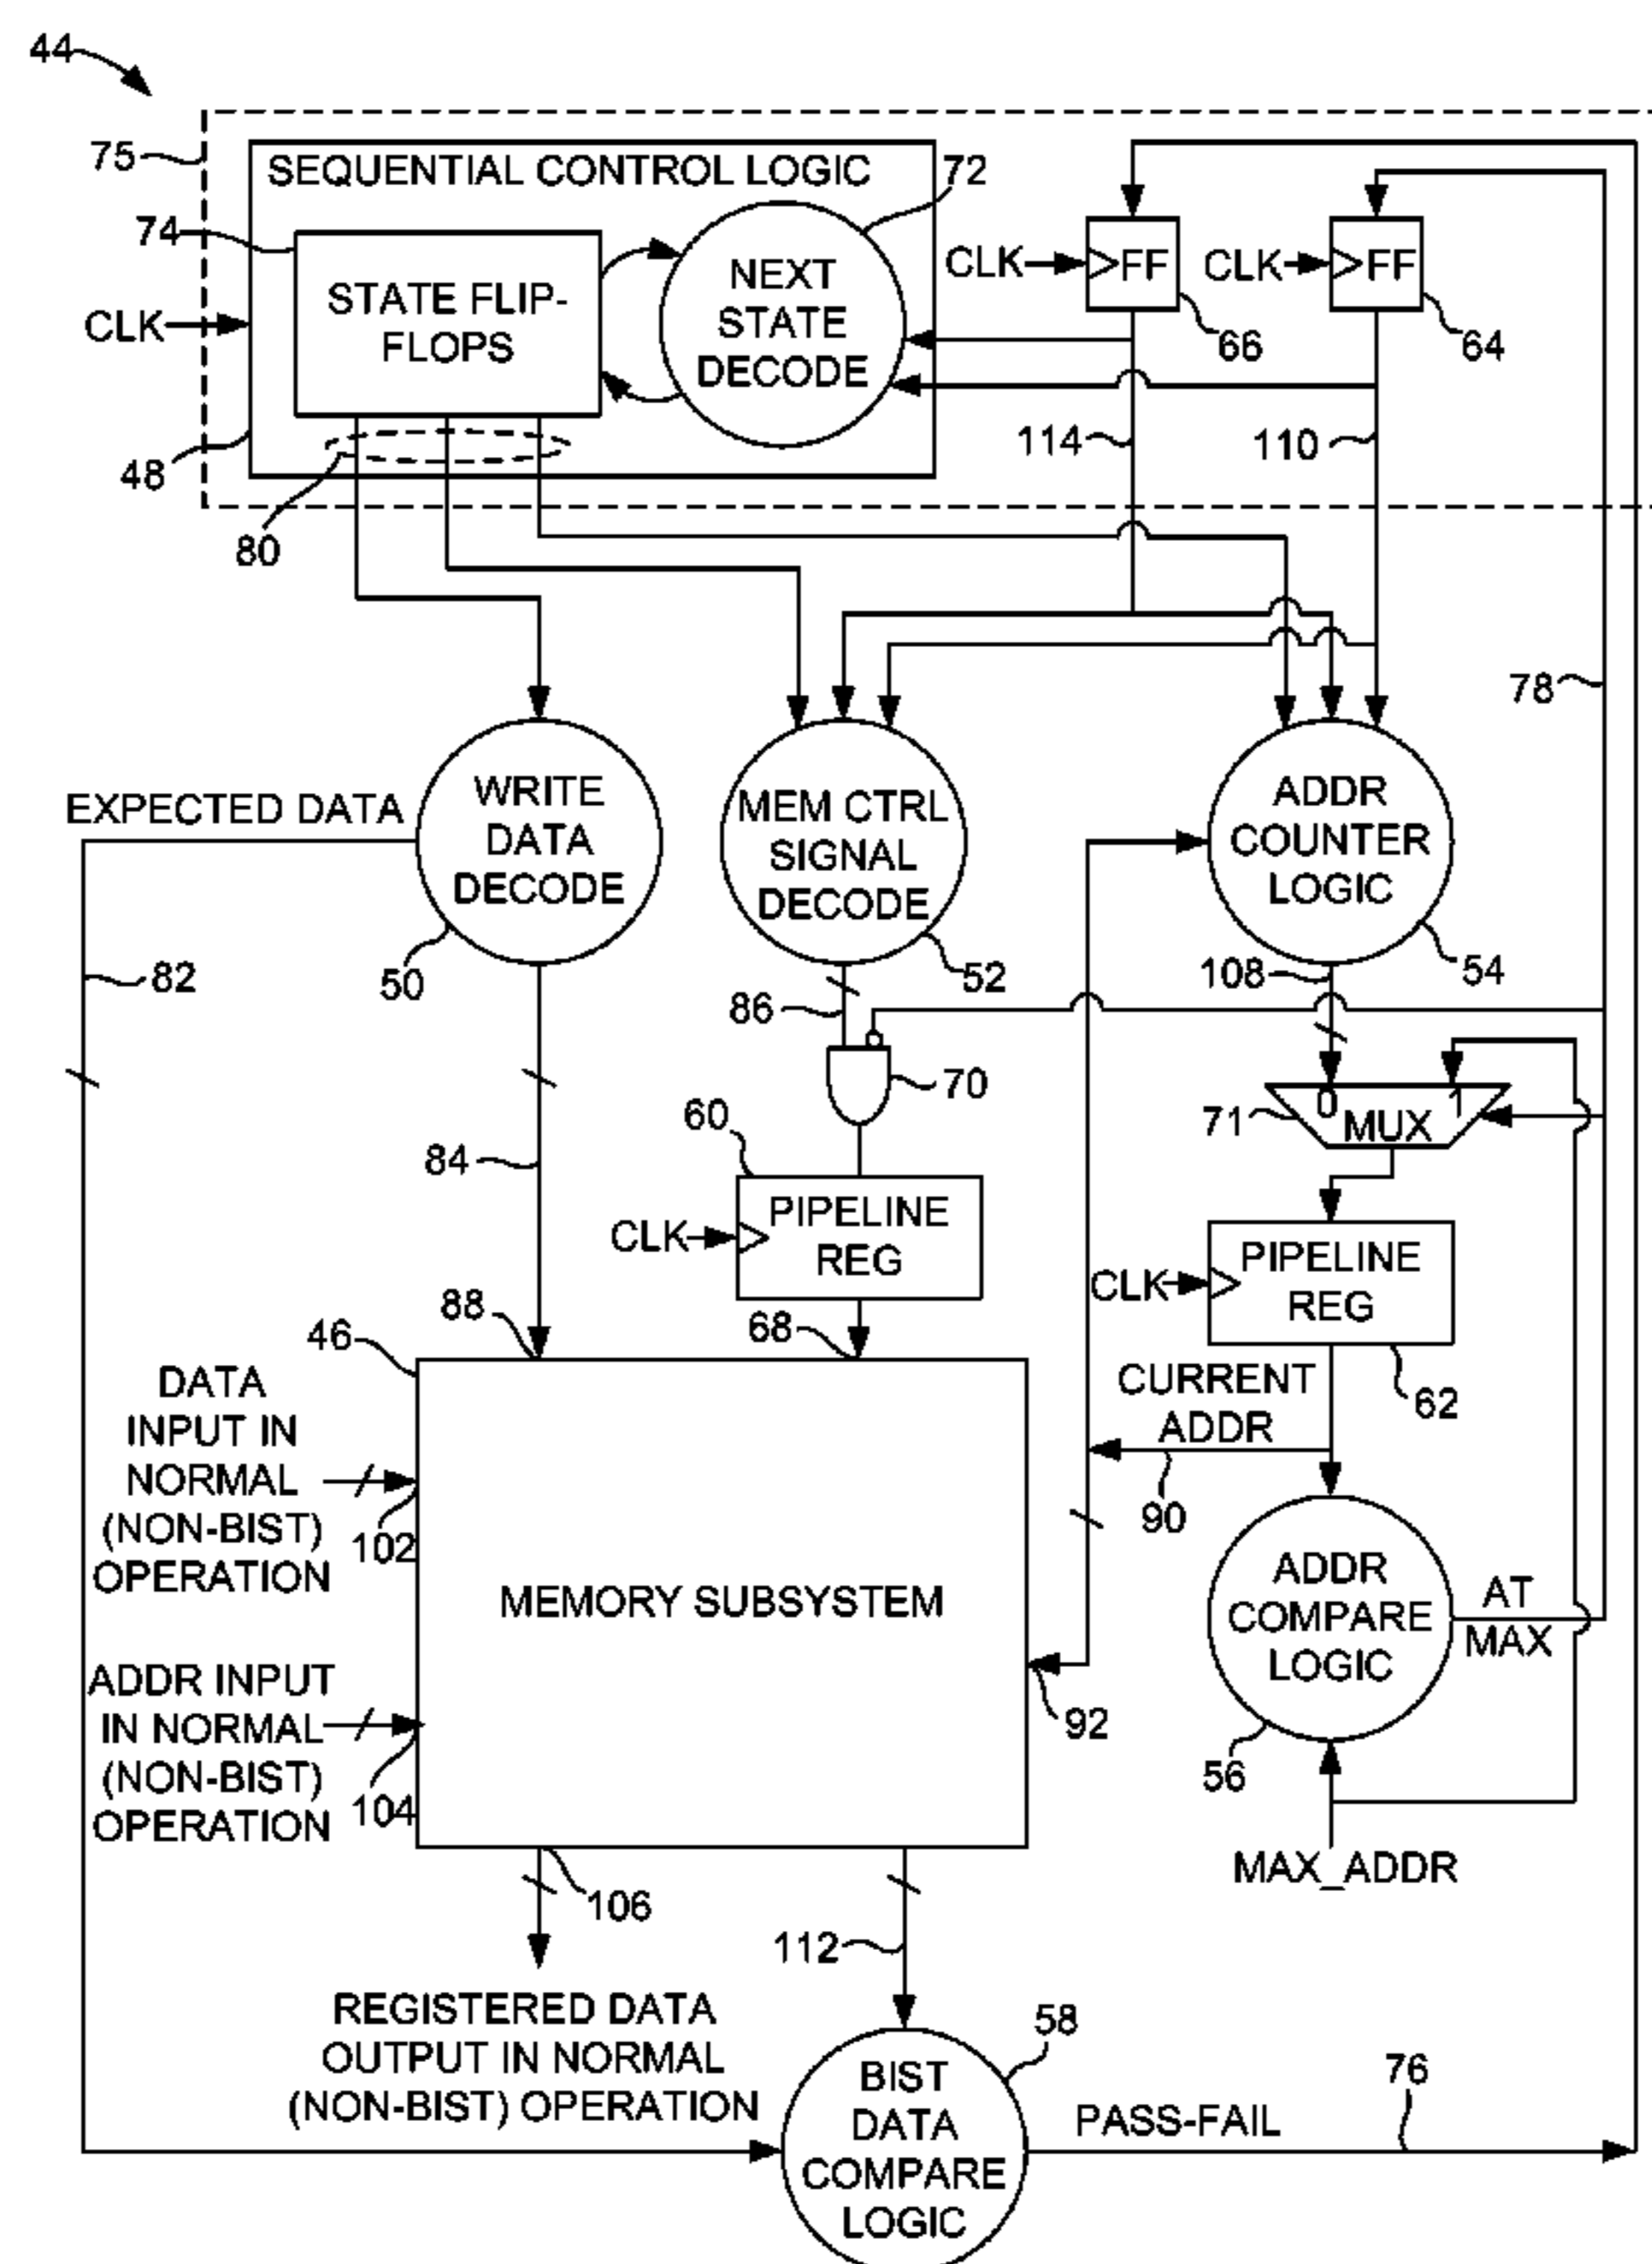 44
75
SEQUENTIAL CONTROL LOGIC
72
74
STATE FLIP-
FLOPS
NEXT
STATE
DECODE
CLK
CLK
FF
CLK
FF
66
64
48
80
114
110
78
EXPECTED DATA
WRITE
DATA
DECODE
MEM CTRL
SIGNAL
DECODE
ADDR
COUNTER
LOGIC
82
50
52
54
86
108
70
71
0
1
MUX
60
84
CLK
PIPELINE
REG
CLK
PIPELINE
REG
88
68
46
62
DATA
INPUT IN
NORMAL
(NON-BIST)
OPERATION
102
CURRENT
ADDR
90
MEMORY SUBSYSTEM
ADDR
COMPARE
LOGIC
AT
MAX
ADDR INPUT
IN NORMAL
(NON-BIST)
OPERATION
104
92
56
MAX_ADDR
106
112
REGISTERED DATA
OUTPUT IN NORMAL
(NON-BIST) OPERATION
58
BIST
DATA
COMPARE
LOGIC
PASS-FAIL
76